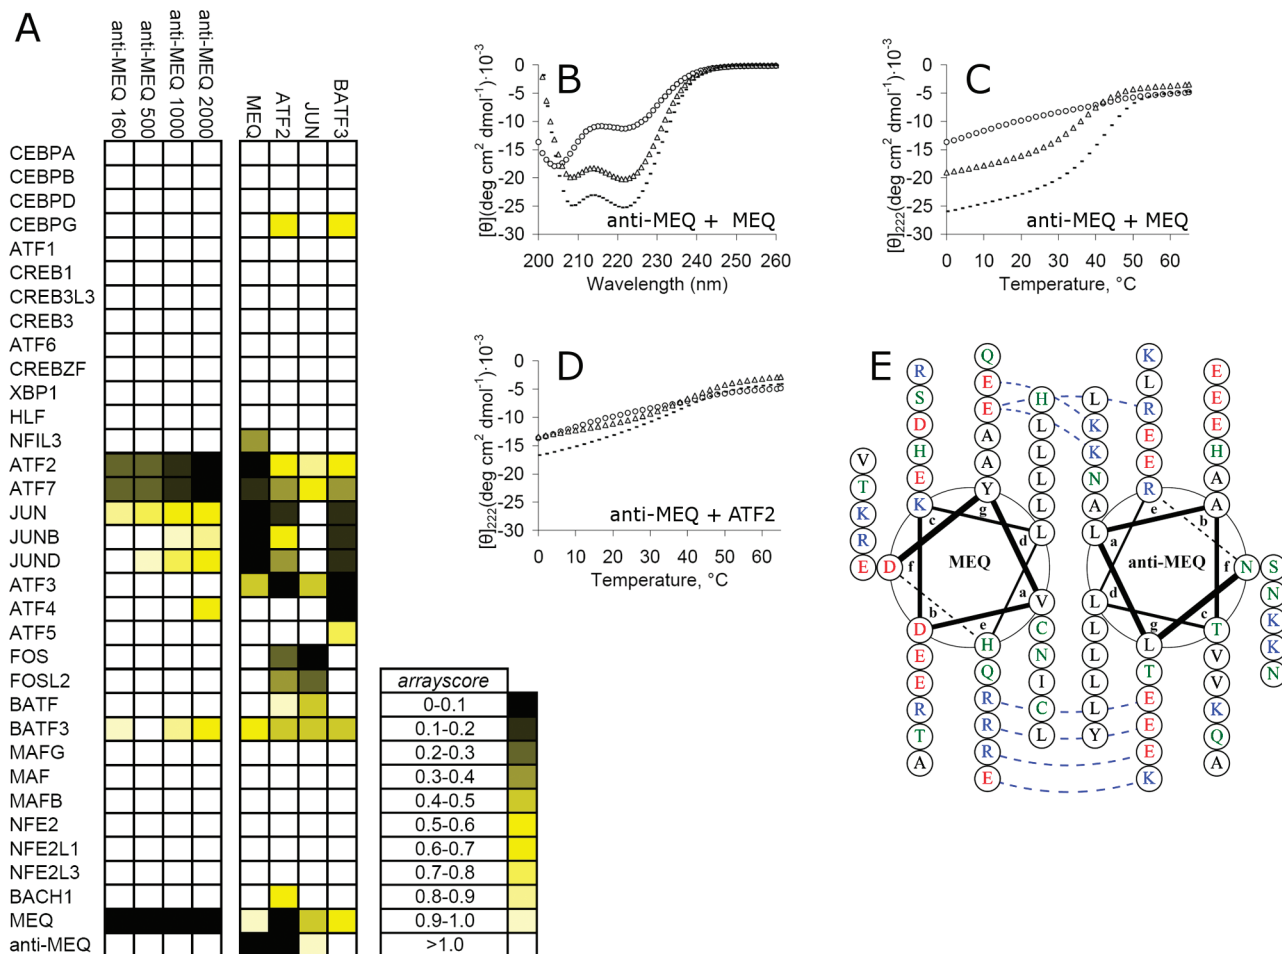 A
anti-MEQ 160
anti-MEQ 500
anti-MEQ 1000
anti-MEQ 2000
MEQ
ATF2
JUN
BATF3
CEBPA
CEBPB
CEBPD
CEBPG
ATF1
CREB1
CREB3L3
CREB3
ATF6
CREBZF
XBP1
HLF
NFIL3
ATF2
ATF7
JUN
JUNB
JUND
ATF3
ATF4
ATF5
FOS
FOSL2
BATF
BATF3
MAFG
MAF
MAFB
NFE2
NFE2L1
NFE2L3
BACH1
MEQ
anti-MEQ
arrayscore
0-0.1
0.1-0.2
0.2-0.3
0.3-0.4
0.4-0.5
0.5-0.6
0.6-0.7
0.7-0.8
0.8-0.9
0.9-1.0
>1.0
B
[θ](deg cm² dmol⁻¹)·10⁻³
0
-5
-10
-15
-20
-25
-30
200 210 220 230 240 250 260
Wavelength (nm)
anti-MEQ + MEQ
C
[θ]₂₂₂(deg cm² dmol⁻¹)·10⁻³
0
-5
-10
-15
-20
-25
-30
0 10 20 30 40 50 60
Temperature, °C
anti-MEQ + MEQ
D
[θ]₂₂₂(deg cm² dmol⁻¹)·10⁻³
0
-5
-10
-15
-20
-25
-30
0 10 20 30 40 50 60
Temperature, °C
anti-MEQ + ATF2
E
V
T
K
R
E
D
R
S
D
H
E
K
Q
E
E
A
A
Y
H
L
L
L
L
L
V
C
N
I
C
L
H
Q
R
R
R
E
D
E
E
R
T
A
MEQ
g
c
d
f
a
b
e
L
K
K
N
A
L
K
L
R
E
E
R
E
E
E
H
A
A
N
S
N
K
K
N
T
V
V
K
Q
A
L
T
E
E
E
K
L
L
L
L
L
Y
anti-MEQ
e
b
a
f
d
c
g